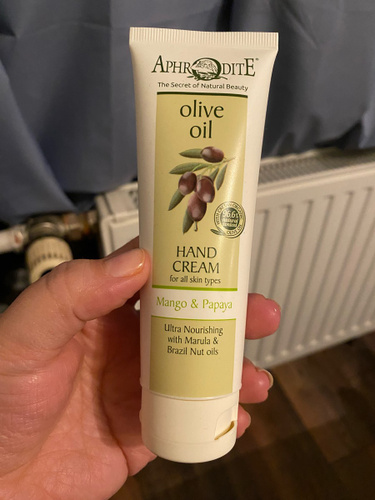 APHRODITE™
The Secret of Natural Beauty
olive
oil
HAND
CREAM
for all skin types
Mango & Papaya
Ultra Nourishing
with Marula &
Brazil Nut oils